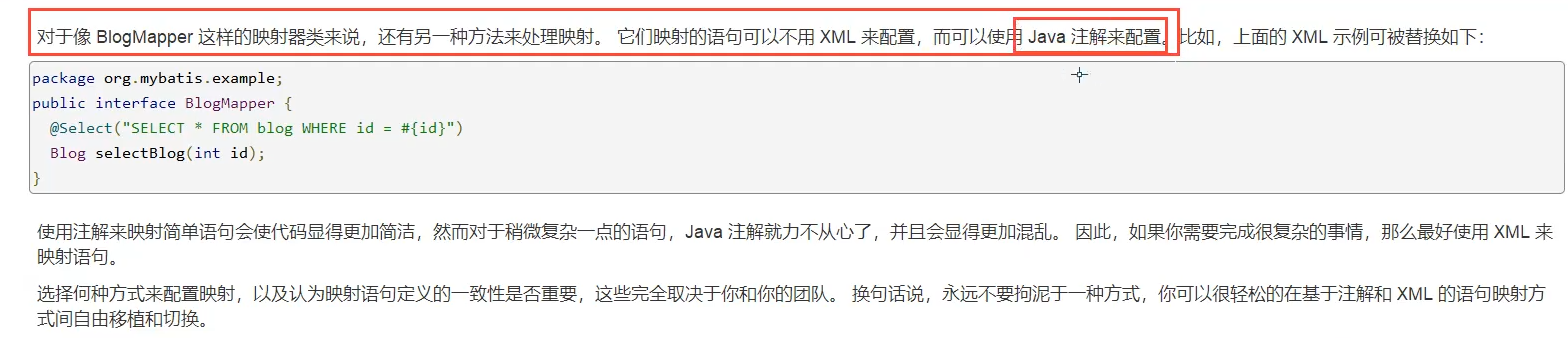 对于像 BlogMapper 这样的映射器类来说，还有另一种方法来处理映射。 它们映射的语句可以不用 XML 来配置，而可以使用 Java 注解来配置。比如，上面的 XML 示例可被替换如下：
package org.mybatis.example;
public interface BlogMapper {
  @Select("SELECT * FROM blog WHERE id = #{id}")
  Blog selectBlog(int id);
}
使用注解来映射简单语句会使代码显得更加简洁，然而对于稍微复杂一点的语句，Java 注解就力不从心了，并且会显得更加混乱。 因此，如果你需要完成很复杂的事情，那么最好使用 XML 来
映射语句。
选择何种方式来配置映射，以及认为映射语句定义的一致性是否重要，这些完全取决于你和你的团队。 换句话说，永远不要拘泥于一种方式，你可以很轻松的在基于注解和 XML 的语句映射方
式间自由移植和切换。